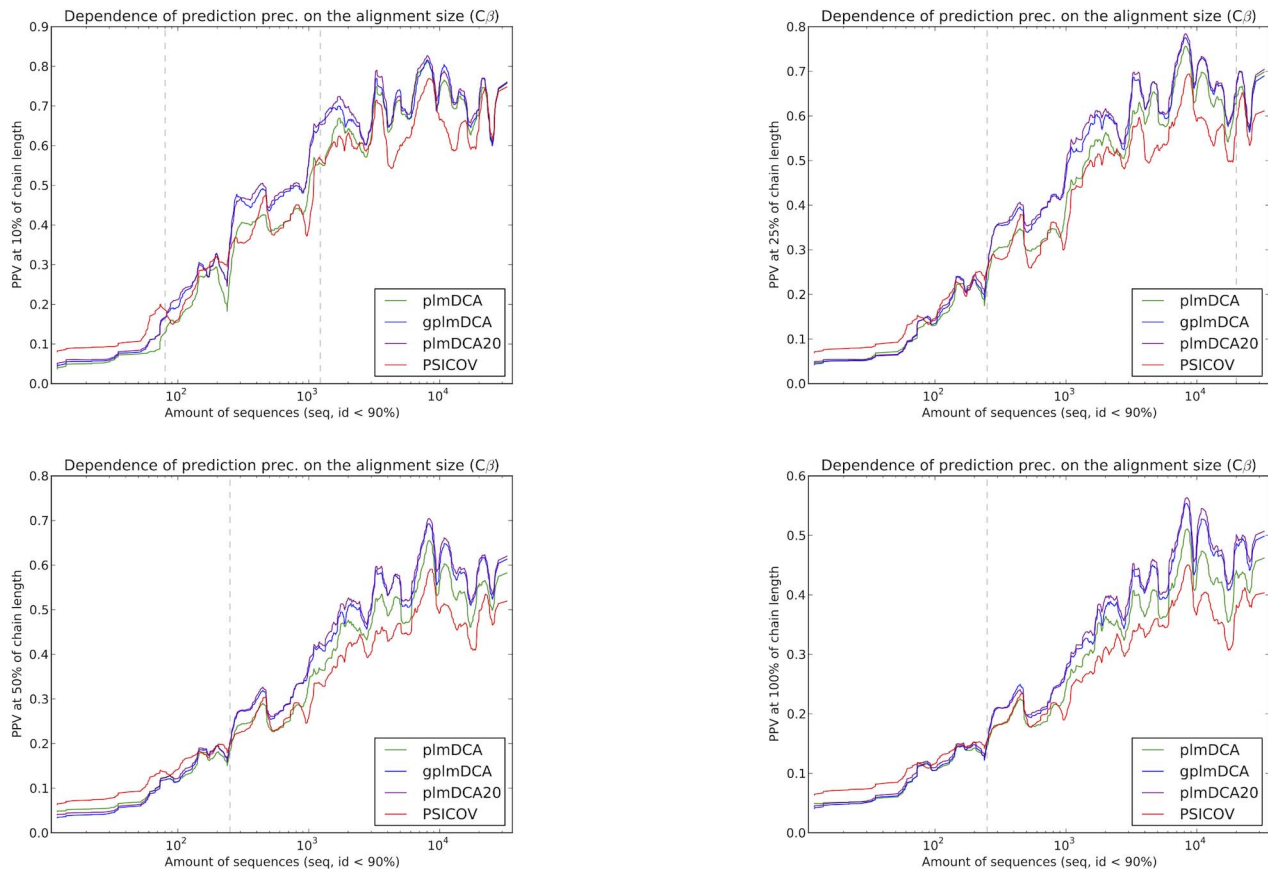 Dependence of prediction prec. on the alignment size (Cβ)
PPV at 10% of chain length
0.9
0.8
0.7
0.6
0.5
0.4
0.3
0.2
0.1
0.0
plmDCA
gplmDCA
plmDCA20
PSICOV
10²
10³
10⁴
Amount of sequences (seq, id < 90%)
Dependence of prediction prec. on the alignment size (Cβ)
PPV at 25% of chain length
0.8
0.7
0.6
0.5
0.4
0.3
0.2
0.1
0.0
plmDCA
gplmDCA
plmDCA20
PSICOV
10²
10³
10⁴
Amount of sequences (seq, id < 90%)
Dependence of prediction prec. on the alignment size (Cβ)
PPV at 50% of chain length
0.8
0.7
0.6
0.5
0.4
0.3
0.2
0.1
0.0
plmDCA
gplmDCA
plmDCA20
PSICOV
10²
10³
10⁴
Amount of sequences (seq, id < 90%)
Dependence of prediction prec. on the alignment size (Cβ)
PPV at 100% of chain length
0.6
0.5
0.4
0.3
0.2
0.1
0.0
plmDCA
gplmDCA
plmDCA20
PSICOV
10²
10³
10⁴
Amount of sequences (seq, id < 90%)